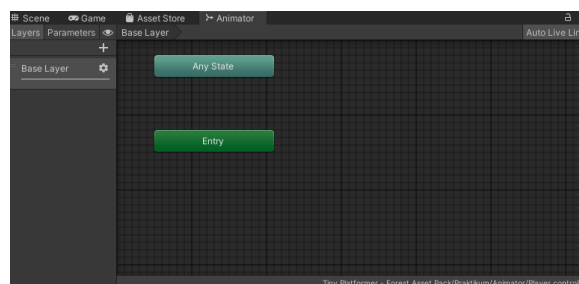 Scene Game Asset Store Animator
Layers Parameters Base Layer Auto Live Lin
Base Layer
Any State
Entry
Tiny Platformer - Forest Asset Pack/Praktikum/Animator/Player control